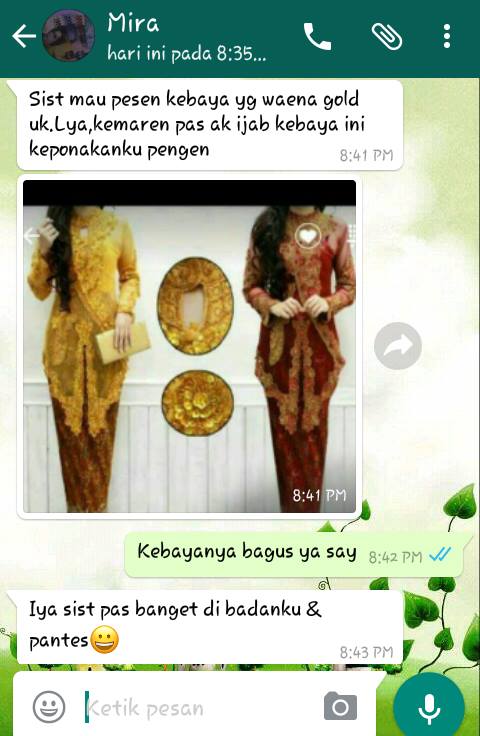 Mira
hari ini pada 8:35...
Sist mau pesen kebaya yg waena gold
uk.L ya,kemaren pas ak ijab kebaya ini
keponakanku pengen
8:41 PM
8:41 PM
Kebayanya bagus ya say
8:42 PM
Iya sist pas banget di badanku &
pantes😀
8:43 PM
Ketik pesan